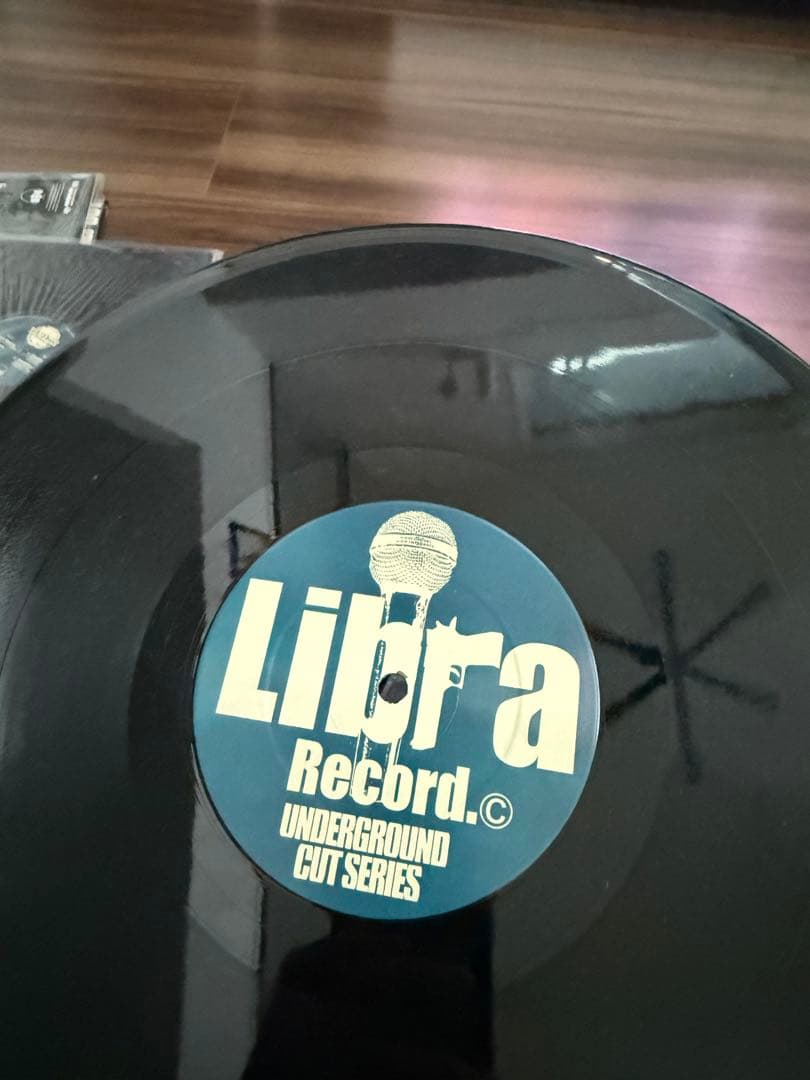 Libra
Record.©
UNDERGROUND
CUT SERIES